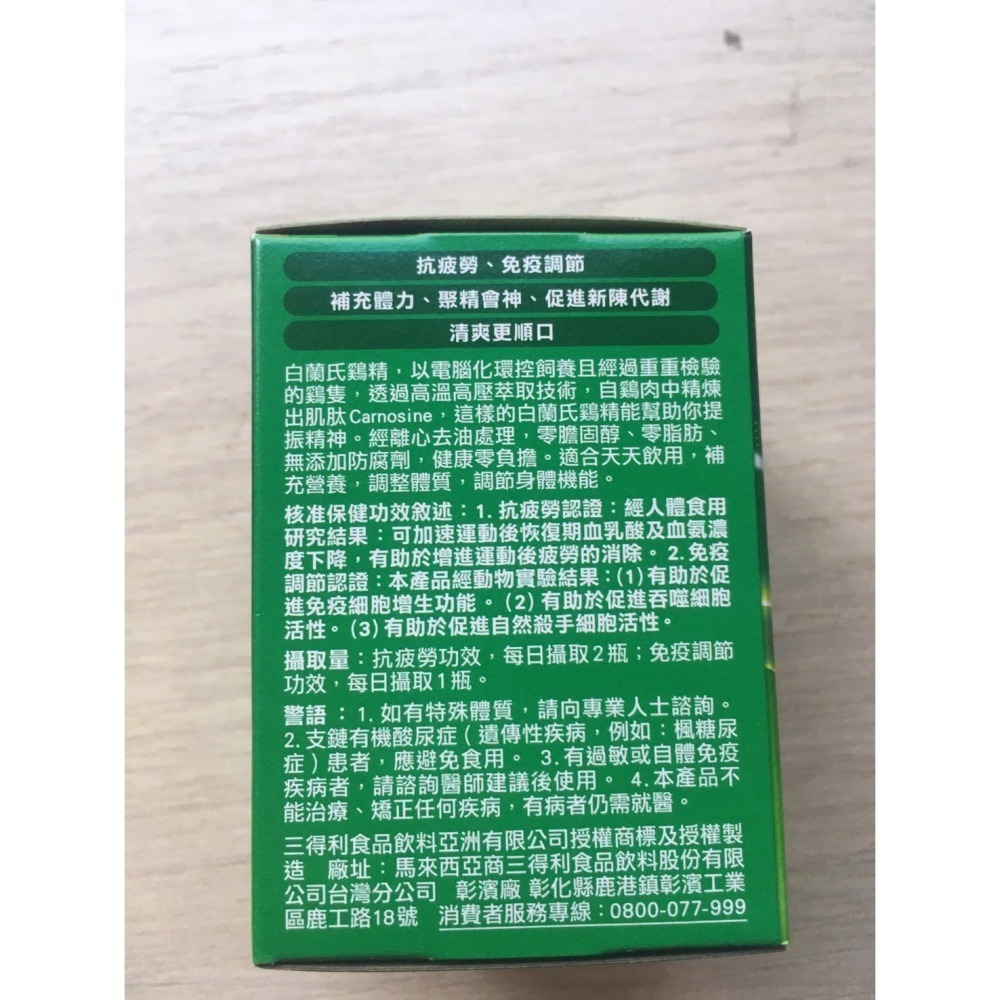 抗疲勞、免疫調節
補充體力、聚精會神、促進新陳代謝
清爽更順口
白蘭氏鷄精，以電腦化環控飼養且經過重重檢驗
的鷄隻，透過高溫高壓萃取技術，自鷄肉中精煉
出肌肽Carnosine，這樣的白蘭氏鷄精能幫助你提
振精神。經離心去油處理，零膽固醇、零脂肪、
無添加防腐劑，健康零負擔。適合天天飲用，補
充營養，調整體質，調節身體機能。
核准保健功效敘述：1. 抗疲勞認證：經人體食用
研究結果：可加速運動後恢復期血乳酸及血氨濃
度下降，有助於增進運動後疲勞的消除。2. 免疫
調節認證：本產品經動物實驗結果：(1)有助於促
進免疫細胞增生功能。(2) 有助於促進吞噬細胞
活性。(3)有助於促進自然殺手細胞活性。
攝取量：抗疲勞功效，每日攝取2瓶；免疫調節
功效，每日攝取1瓶。
警語：1. 如有特殊體質，請向專業人士諮詢。
2. 支鏈有機酸尿症（遺傳性疾病，例如：楓糖尿
症）患者，應避免食用。 3. 有過敏或自體免疫
疾病者，請諮詢醫師建議後使用。 4. 本產品不
能治療、矯正任何疾病，有病者仍需就醫。
三得利食品飲料亞洲有限公司授權商標及授權製
造 廠址：馬來西亞商三得利食品飲料股份有限
公司台灣分公司 彰濱廠 彰化縣鹿港鎮彰濱工業
區鹿工路18號 消費者服務專線：0800-077-999